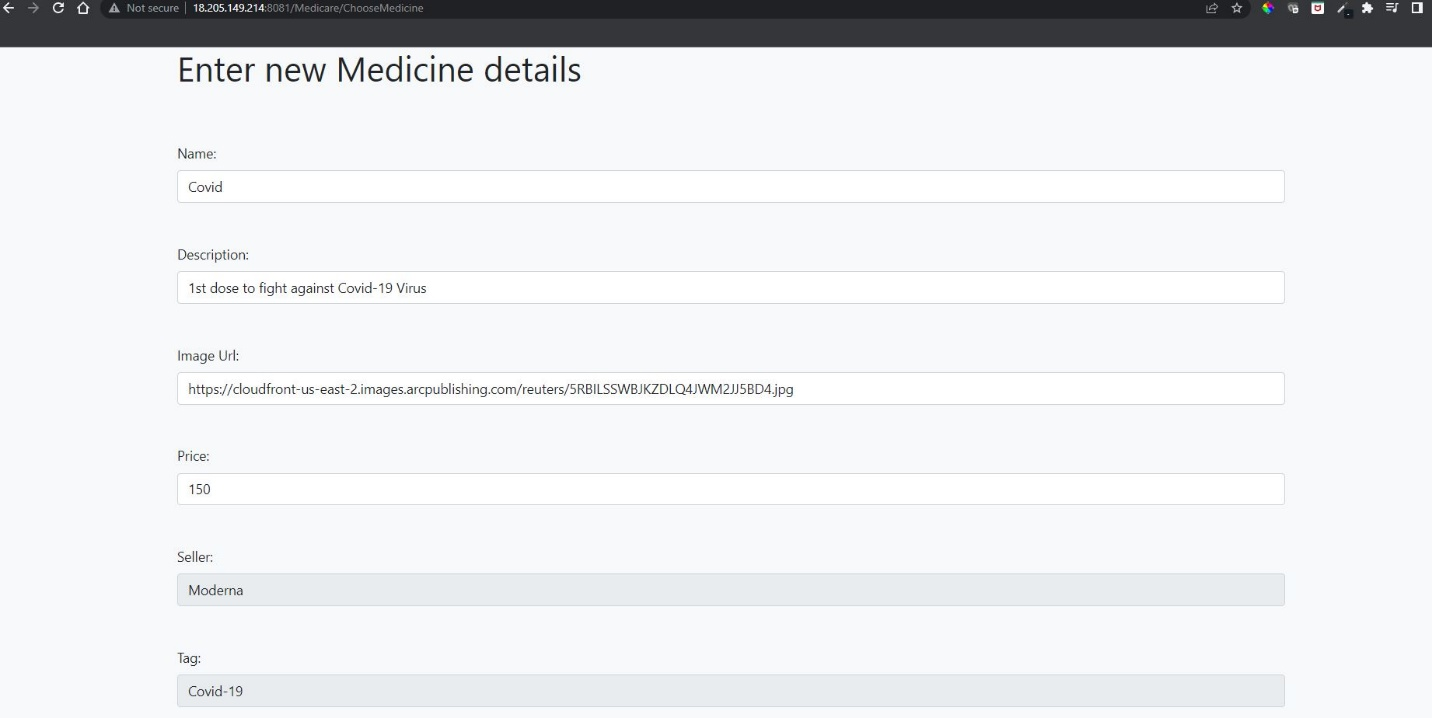 Not secure | 18.205.149.214:8081/Medicare/ChooseMedicine
Enter new Medicine details
Name:
Covid
Description:
1st dose to fight against Covid-19 Virus
Image Url:
https://cloudfront-us-east-2.images.arcpublishing.com/reuters/5RBILSSWBJKZDLQ4JWM2JJ5BD4.jpg
Price:
150
Seller:
Moderna
Tag:
Covid-19